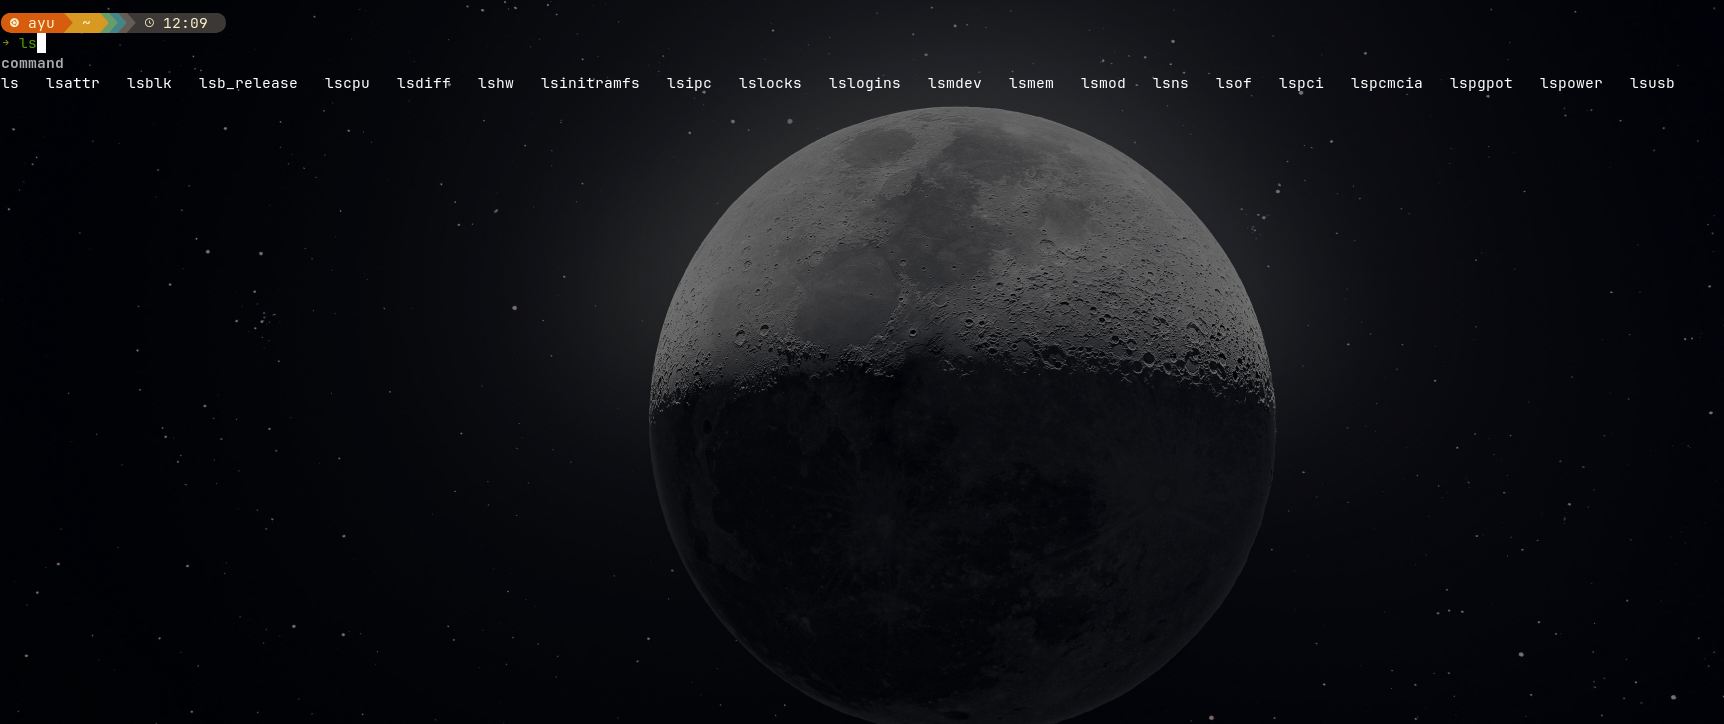 ayu ~ 12:09
→ ls
command
ls lsattr lsblk lsb_release lscpu lsdiff lshw lsinitramfs lsipc lslocks lslogins lsmdev lsmem lsmod lsns lsof lspci lspcmcia lspgpot lspower lsusb